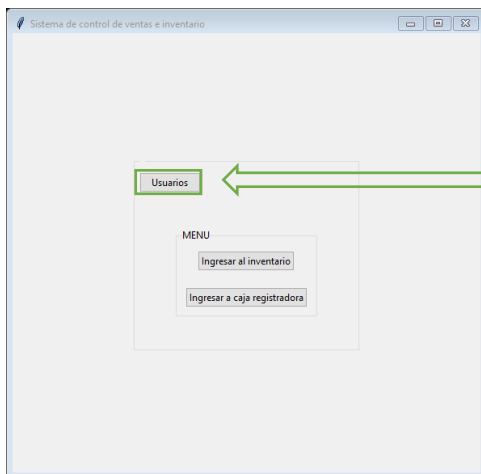 Sistema de control de ventas e inventario
Usuarios
MENU
Ingresar al inventario
Ingresar a caja registradora